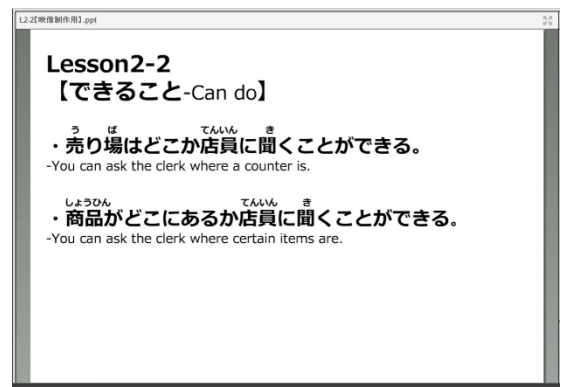 L2-2【映像制作用】.ppt
Lesson2-2
【できること-Can do】
・売り場はどこか店員に聞くことができる。
う ば てんいん き
-You can ask the clerk where a counter is.
・商品がどこにあるか店員に聞くことができる。
しょうひん てんいん き
-You can ask the clerk where certain items are.